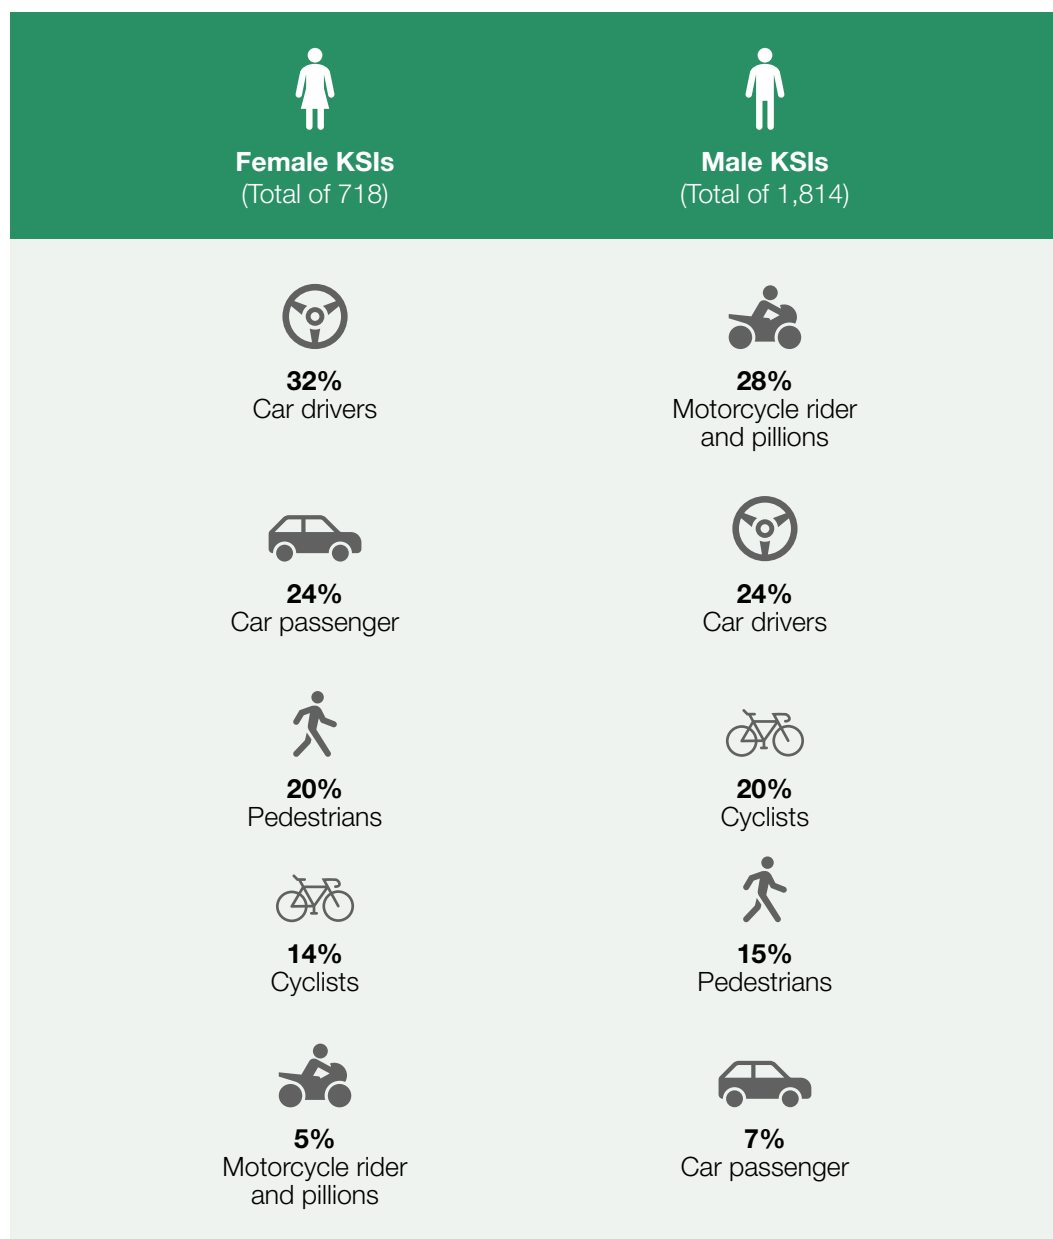 Female KSIs
(Total of 718)
32%
Car drivers
24%
Car passenger
20%
Pedestrians
14%
Cyclists
5%
Motorcycle rider
and pillions
Male KSIs
(Total of 1,814)
28%
Motorcycle rider
and pillions
24%
Car drivers
20%
Cyclists
15%
Pedestrians
7%
Car passenger